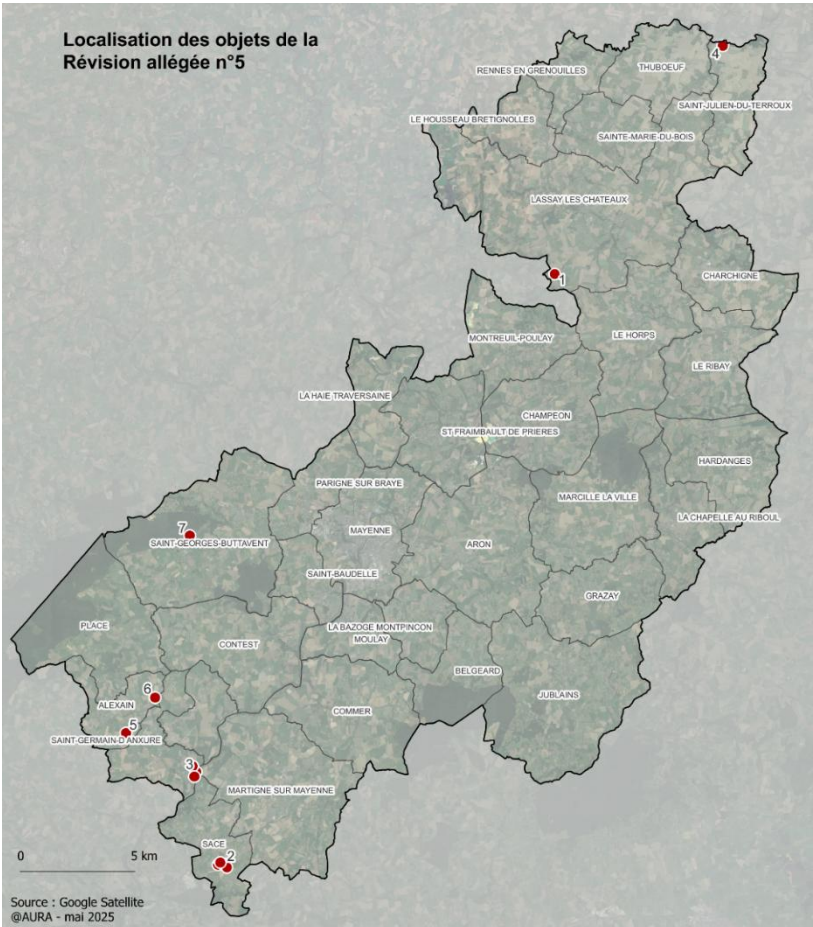 Localisation des objets de la
Révision allégée n°5
4
THUBOEUF
RENNES EN GRENOUILLES
SAINT-JULIEN-DU-TERROUX
LE HOUSSEAU BRETIGNOLLES
SAINTE-MARIE-DU-BOIS
LASSAY LES CHATEAUX
1
CHARCHIGNE
MONTREUIL-POULAY
LE HORPS
LE RIBAY
LA HAIE TRAVERSAINE
CHAMPEON
ST FRAIMBAULT DE PRIERES
HARDANGES
PARIGNE SUR BRAYE
MARCILLE LA VILLE
LA CHAPELLE AU RIBOUL
7
MAYENNE
SAINT-GEORGES-BUTTAVENT
ARON
SAINT-BAUDELLE
GRAZAY
PLACE
LA BAZOGE MONTPINCON
MOULAY
CONTEST
BELGEARD
6
JUBLAINS
ALEXAIN
COMMER
5
SAINT-GERMAIN-D'ANXURE
3
MARTIGNE SUR MAYENNE
SACE
2
0 5 km
Source : Google Satellite
@AURA - mai 2025